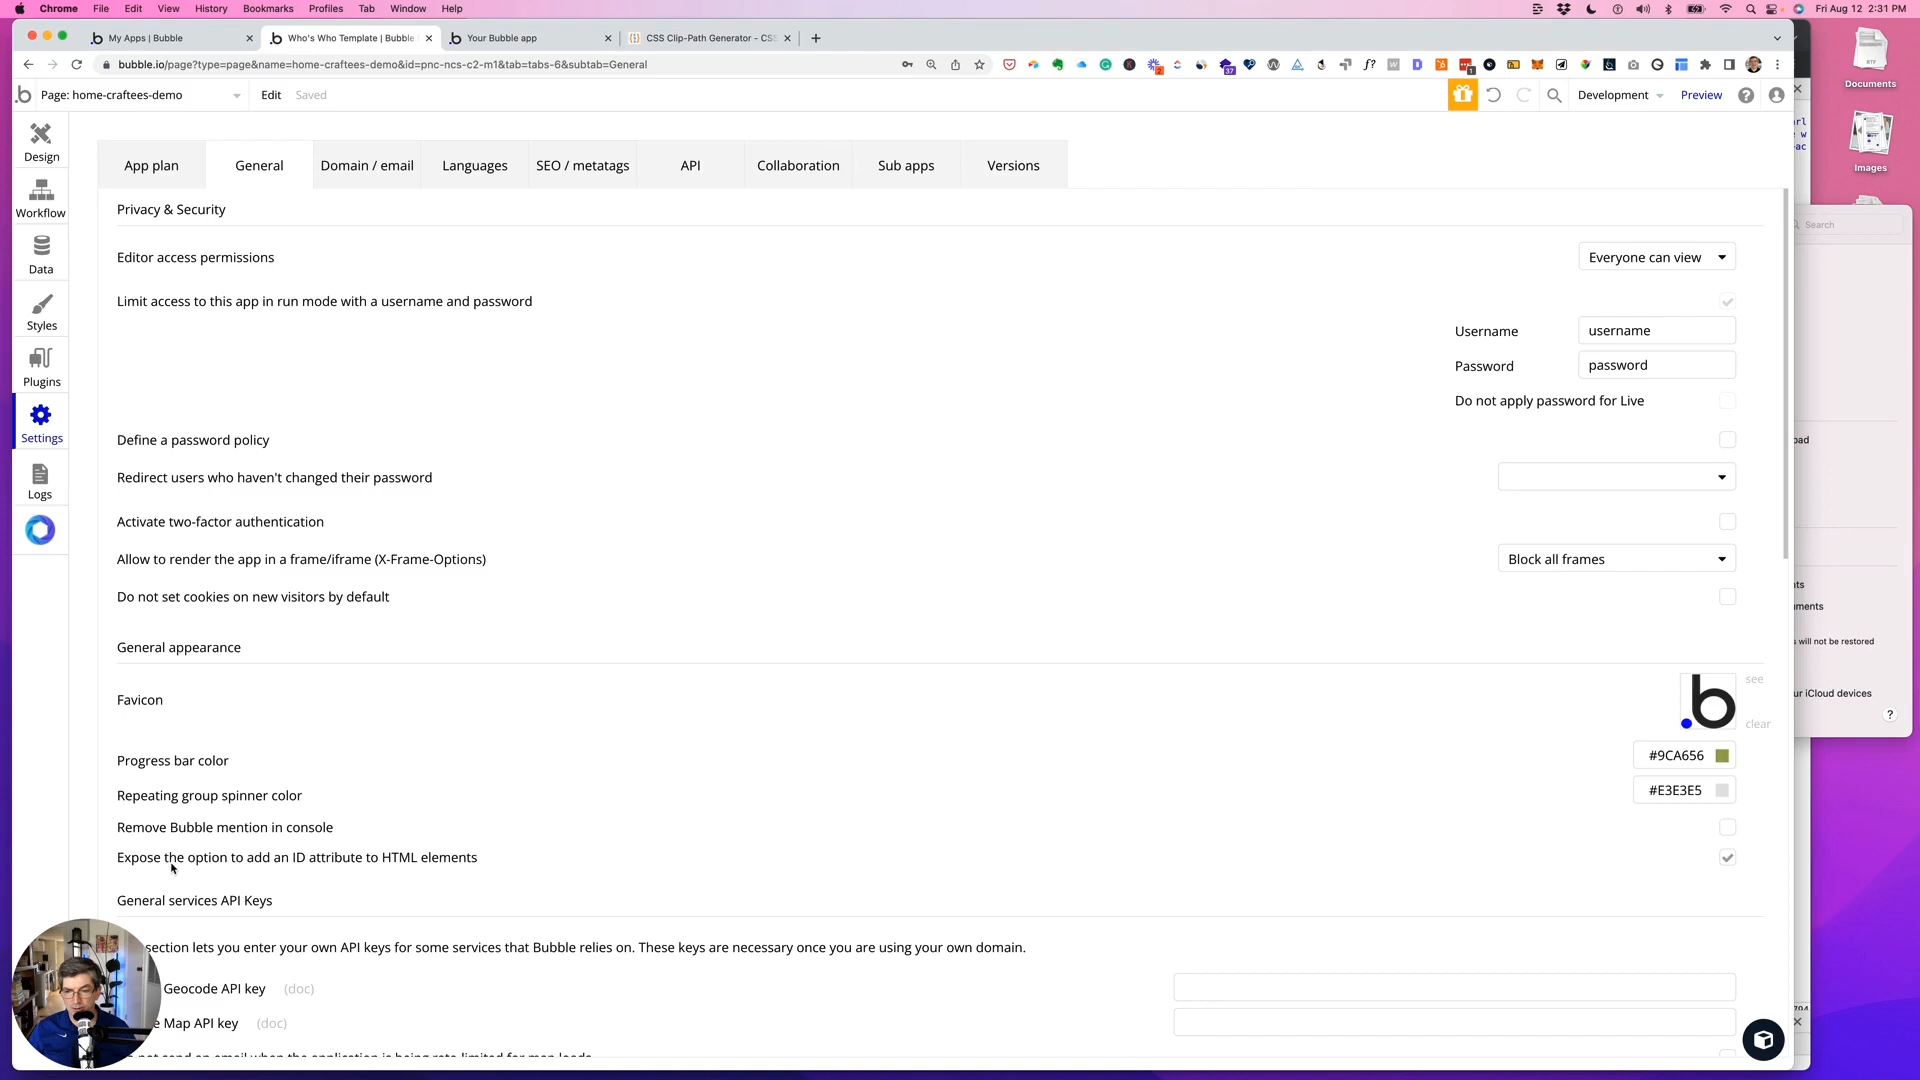 Chrome File Edit View History Bookmarks Profiles Tab Window Help Fri Aug 12 2:31 PM
My Apps | Bubble Who's Who Template | Bubble Your Bubble app CSS Clip-Path Generator - CSS
bubble.io/page?type=page&name=home-craftees-demo&id=pnc-ncs-c2-m1&tab=tabs-6&subtab=General
Page: home-craftees-demo Edit Saved Development Preview
Documents
Images
Design
Workflow
Data
Styles
Plugins
Settings
Logs
App plan General Domain / email Languages SEO / metatags API Collaboration Sub apps Versions
Privacy & Security
Editor access permissions Everyone can view
Limit access to this app in run mode with a username and password
Username username
Password password
Do not apply password for Live
Define a password policy
Redirect users who haven't changed their password
Activate two-factor authentication
Allow to render the app in a frame/iframe (X-Frame-Options) Block all frames
Do not set cookies on new visitors by default
General appearance
Favicon see
clear
Progress bar color #9CA656
Repeating group spinner color #E3E3E5
Remove Bubble mention in console
Expose the option to add an ID attribute to HTML elements
General services API Keys
section lets you enter your own API keys for some services that Bubble relies on. These keys are necessary once you are using your own domain.
Geocode API key (doc)
Map API key (doc)
Search
s will not be restored
ur iCloud devices